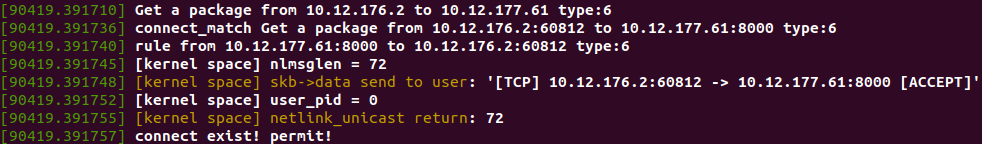 [90419.391710] Get a package from 10.12.176.2 to 10.12.177.61 type:6
[90419.391736] connect_match Get a package from 10.12.176.2:60812 to 10.12.177.61:8000 type:6
[90419.391740] rule from 10.12.177.61:8000 to 10.12.176.2:60812 type:6
[90419.391745] [kernel space] nlmsglen = 72
[90419.391748] [kernel space] skb->data send to user: '[TCP] 10.12.176.2:60812 -> 10.12.177.61:8000 [ACCEPT]'
[90419.391752] [kernel space] user_pid = 0
[90419.391755] [kernel space] netlink_unicast return: 72
[90419.391757] connect exist! permit!